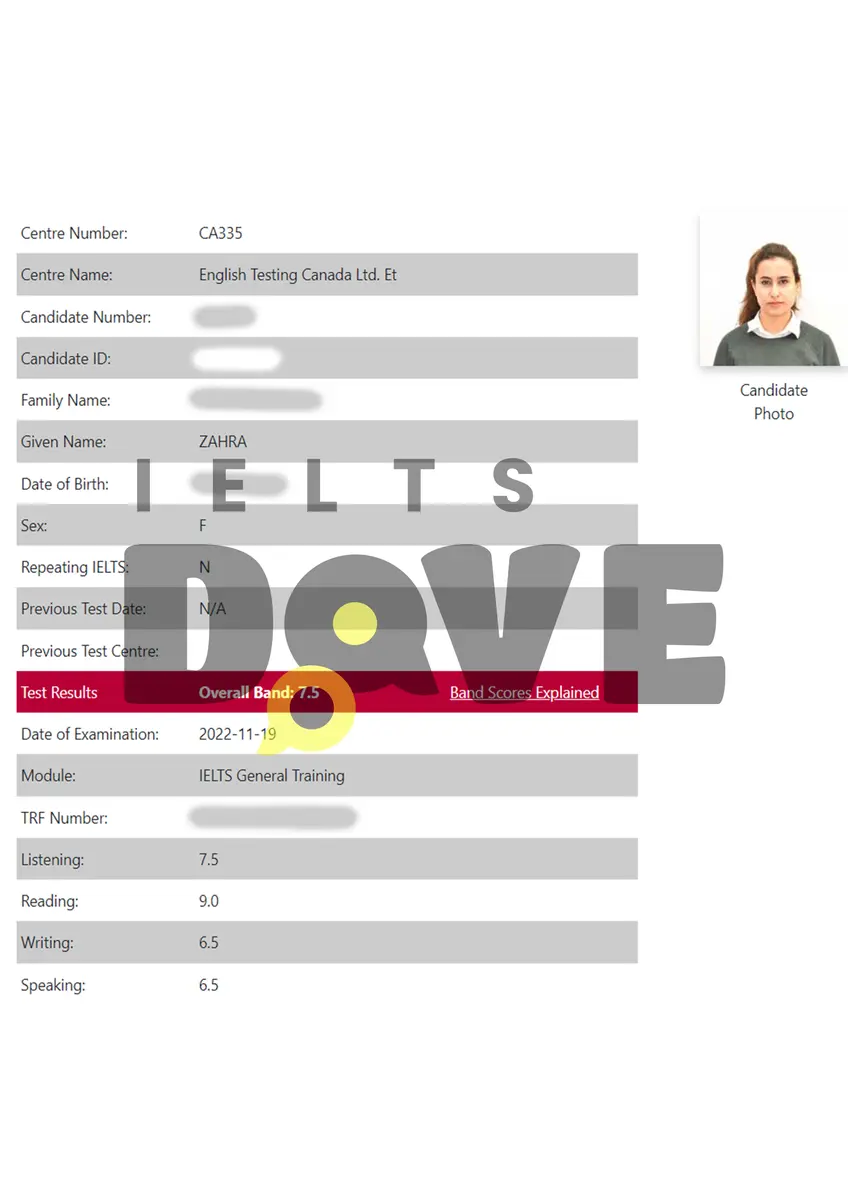 Centre Number: CA335
Centre Name: English Testing Canada Ltd. Et
Candidate Number:
Candidate ID:
Family Name:
Given Name: ZAHRA
Date of Birth:
Sex: F
Repeating IELTS: N
Previous Test Date: N/A
Previous Test Centre:
Test Results Overall Band: 7.5 Band Scores Explained
Date of Examination: 2022-11-19
Module: IELTS General Training
TRF Number:
Listening: 7.5
Reading: 9.0
Writing: 6.5
Speaking: 6.5
Candidate
Photo
IELTS
DAVE